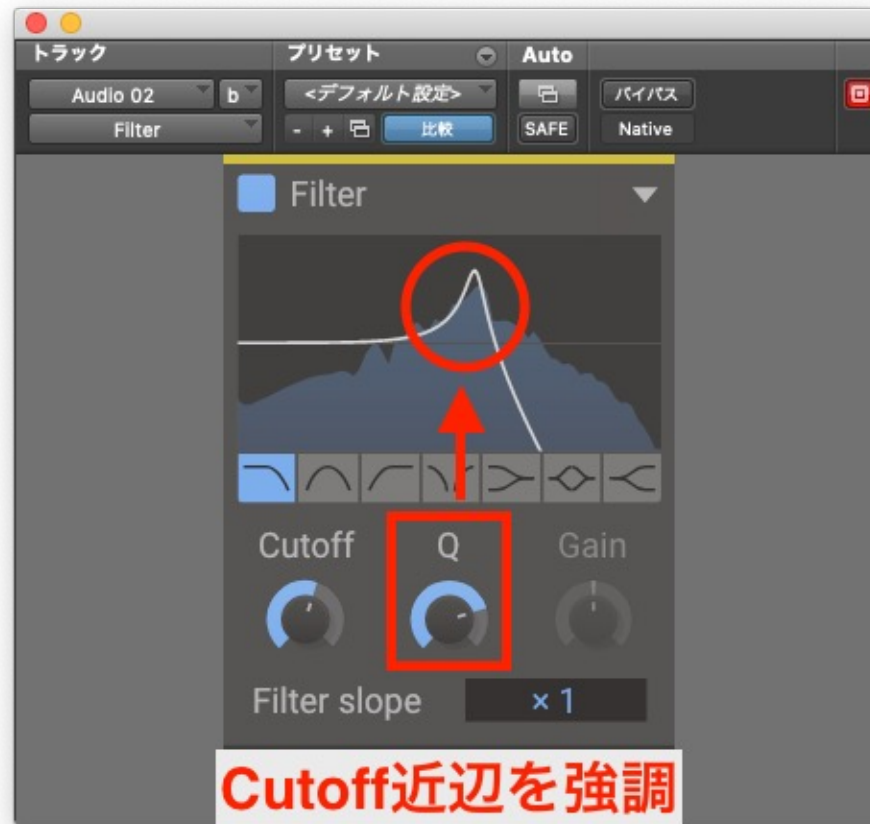 トラック
プリセット
Auto
Audio 02
b
<デフォルト設定>
バイパス
Filter
- +
比較
SAFE
Native
Filter
Cutoff
Q
Gain
Filter slope
× 1
Cutoff近辺を強調